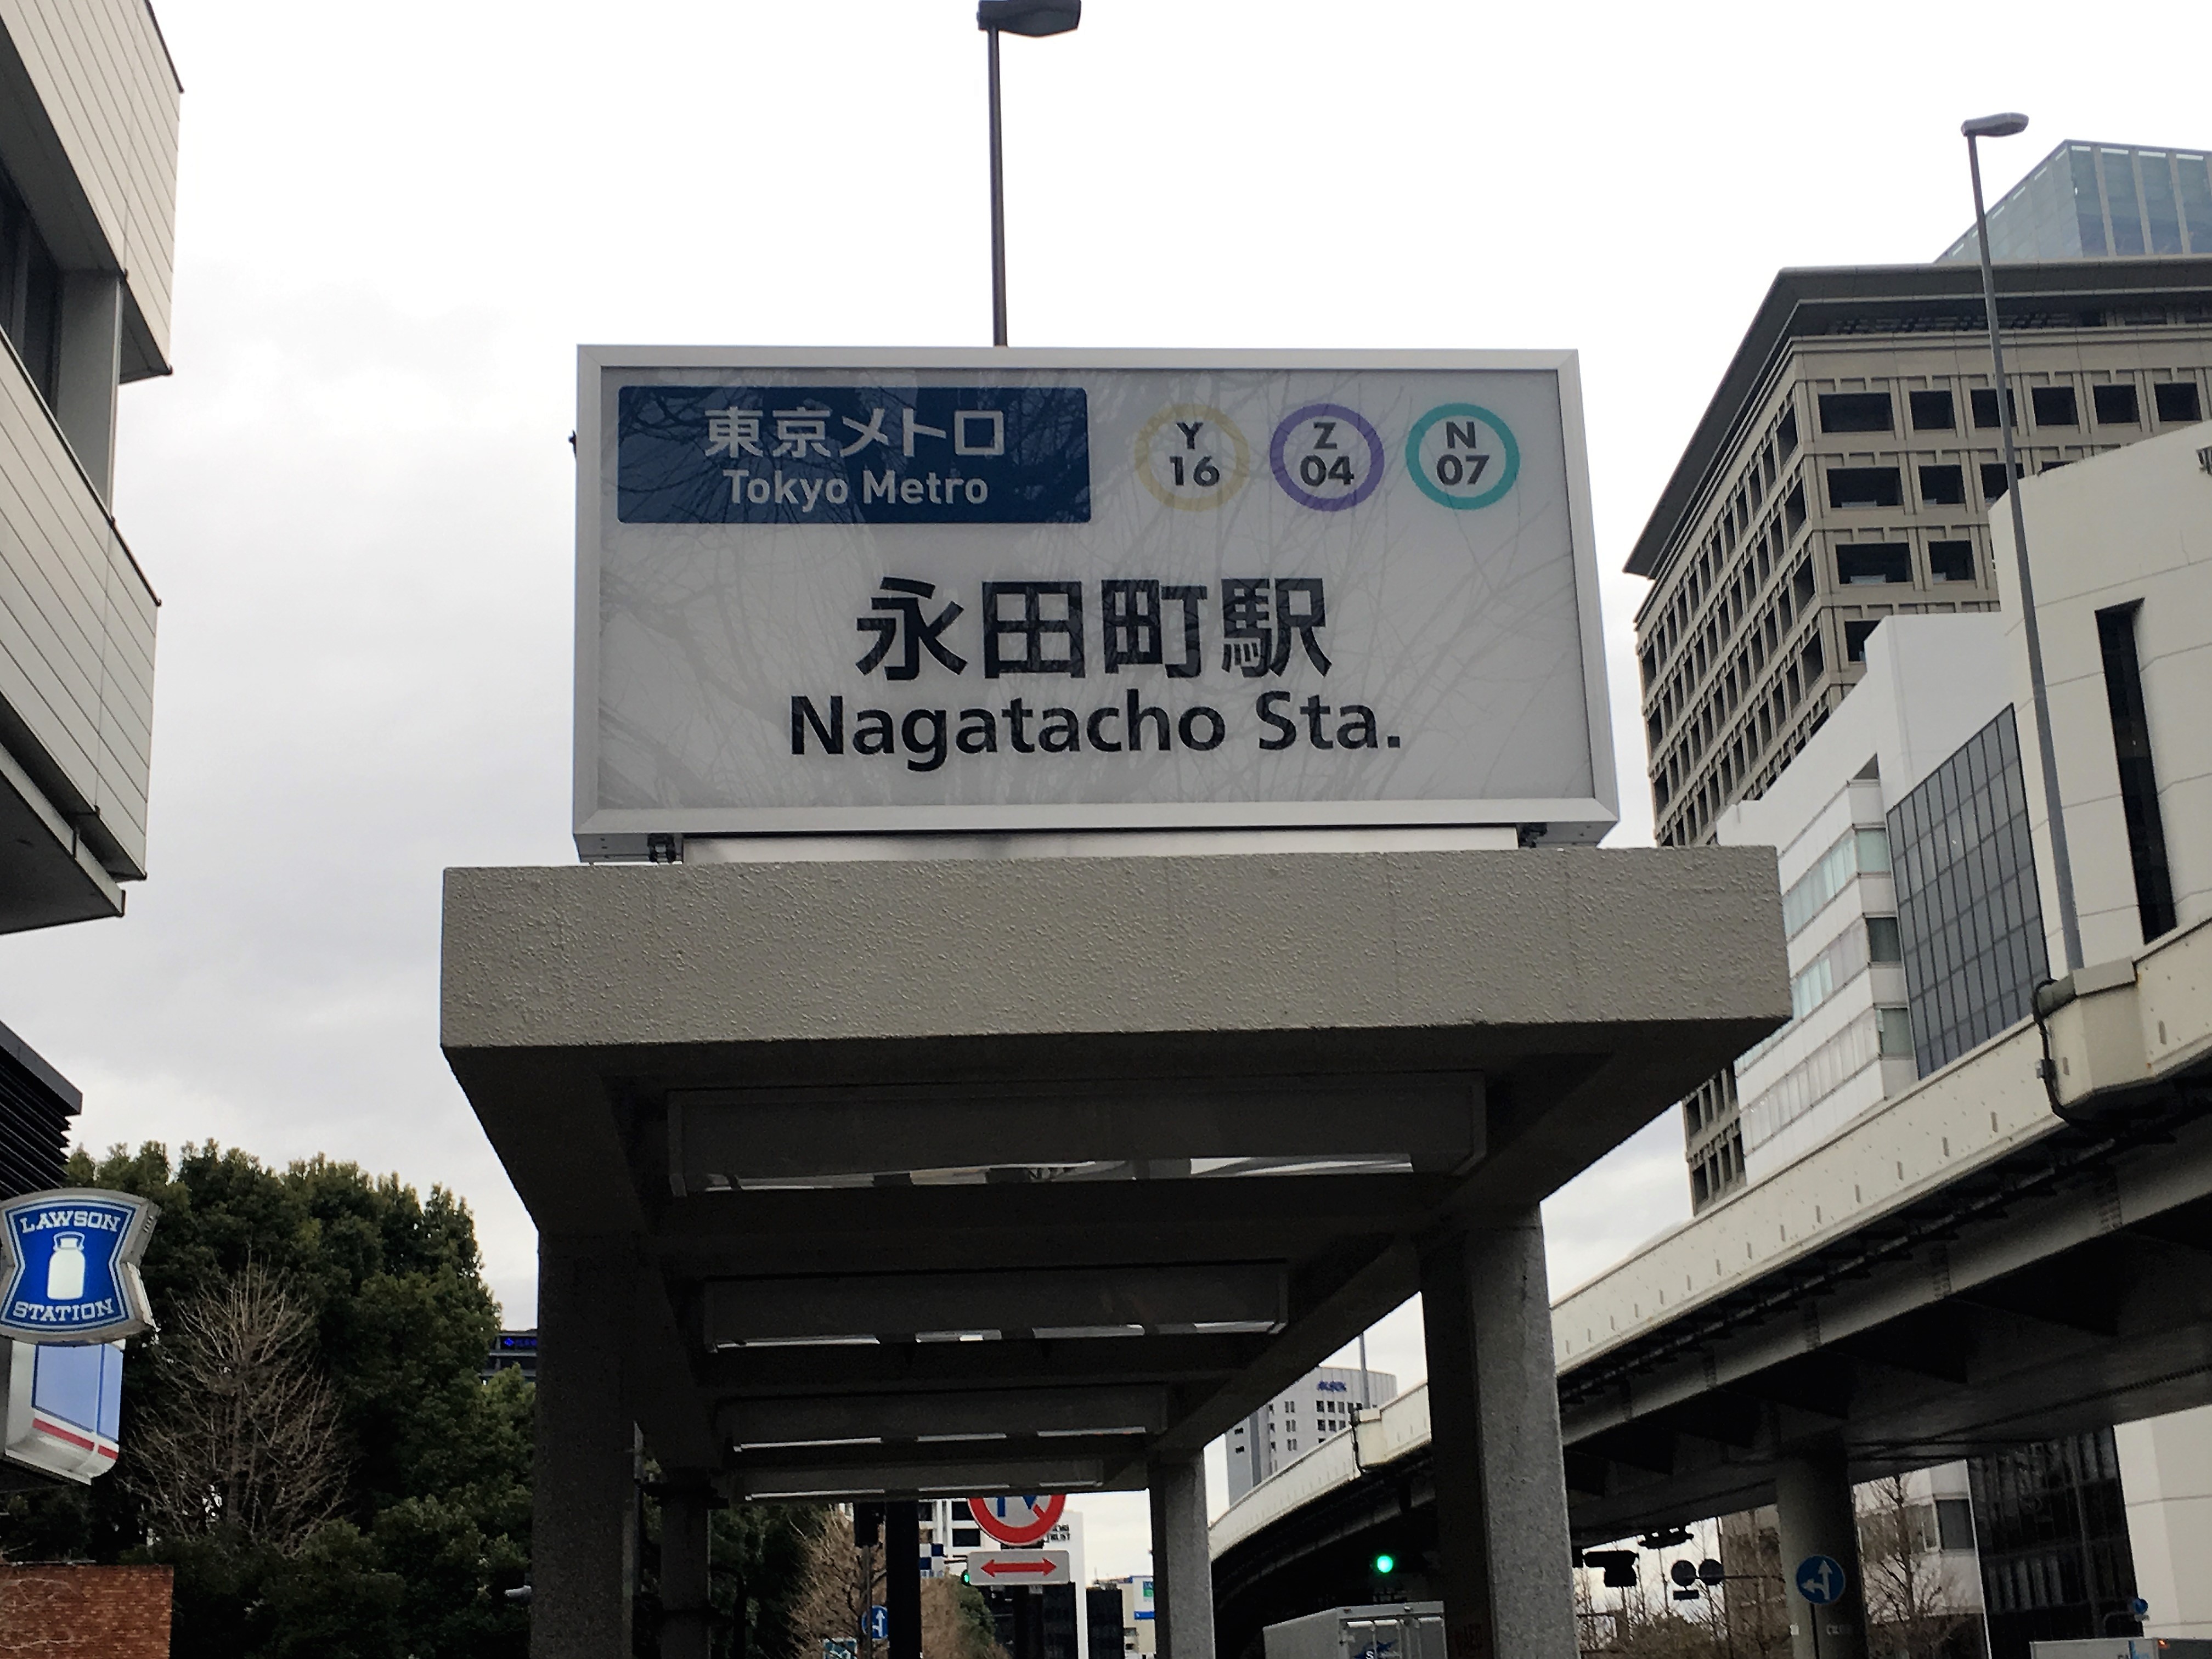 東京メトロ
Tokyo Metro
Y
16
Z
04
N
07
永田町駅
Nagatacho Sta.
LAWSON
STATION